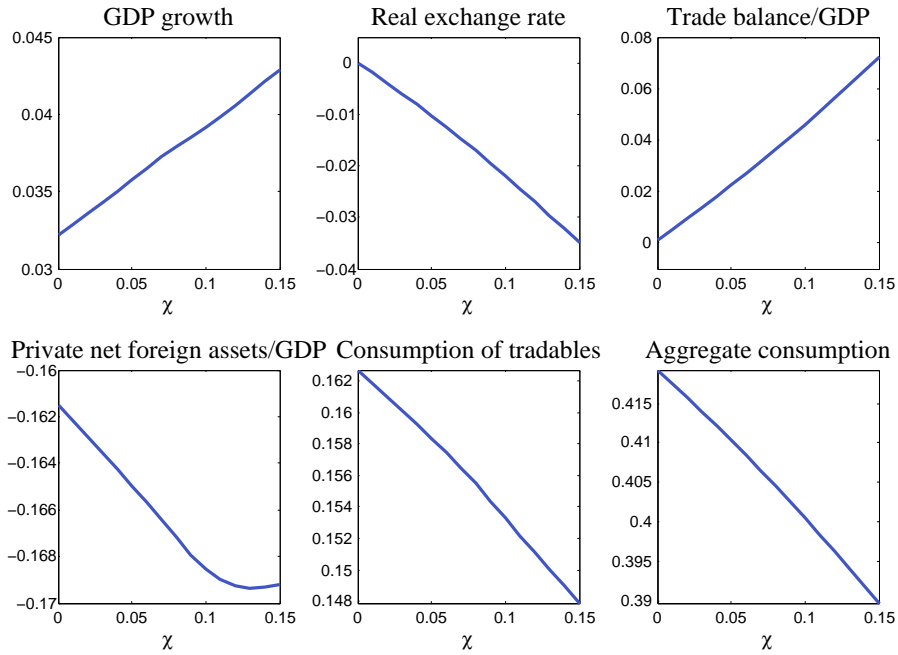 GDP growth
0.045
0.04
0.035
0.03
0 0.05 0.1 0.15
χ
Real exchange rate
0
−0.01
−0.02
−0.03
−0.04
0 0.05 0.1 0.15
χ
Trade balance/GDP
0.08
0.06
0.04
0.02
0
0 0.05 0.1 0.15
χ
Private net foreign assets/GDP
−0.16
−0.162
−0.164
−0.166
−0.168
−0.17
0 0.05 0.1 0.15
χ
Consumption of tradables
0.162
0.16
0.158
0.156
0.154
0.152
0.15
0.148
0 0.05 0.1 0.15
χ
Aggregate consumption
0.415
0.41
0.405
0.4
0.395
0.39
0 0.05 0.1 0.15
χ